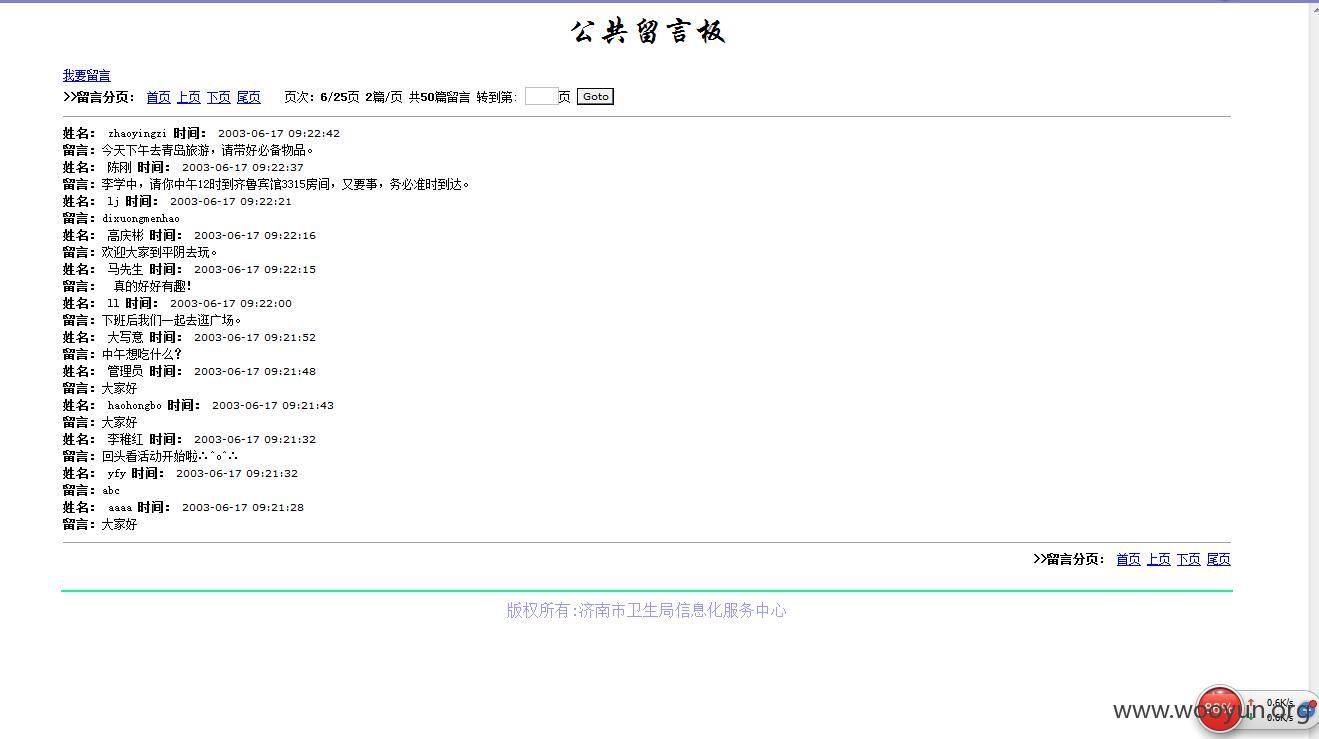 公共留言板
我要留言
>>留言分页： 首页 上页 下页 尾页 页次：6/25页 2篇/页 共50篇留言 转到第: 页 Goto
姓名： zhaoyingzi 时间： 2003-06-17 09:22:42
留言：今天下午去青岛旅游，请带好必备物品。
姓名： 陈刚 时间： 2003-06-17 09:22:37
留言：李学中，请你中午12时到齐鲁宾馆3315房间，又要事，务必准时到达。
姓名： lj 时间： 2003-06-17 09:22:21
留言：dixuongmenhao
姓名： 高庆彬 时间： 2003-06-17 09:22:16
留言：欢迎大家到平阴去玩。
姓名： 马先生 时间： 2003-06-17 09:22:15
留言： 真的好好有趣!
姓名： ll 时间： 2003-06-17 09:22:00
留言：下班后我们一起去逛广场。
姓名： 大写意 时间： 2003-06-17 09:21:52
留言：中午想吃什么?
姓名： 管理员 时间： 2003-06-17 09:21:48
留言：大家好
姓名： haohongbo 时间： 2003-06-17 09:21:43
留言：大家好
姓名： 李稚红 时间： 2003-06-17 09:21:32
留言：回头看活动开始啦∴^o^∴
姓名： yfy 时间： 2003-06-17 09:21:32
留言：abc
姓名： aaaa 时间： 2003-06-17 09:21:28
留言：大家好
>>留言分页： 首页 上页 下页 尾页
版权所有:济南市卫生局信息化服务中心
www.wooyun.org
0.6K/s
0.6K/s